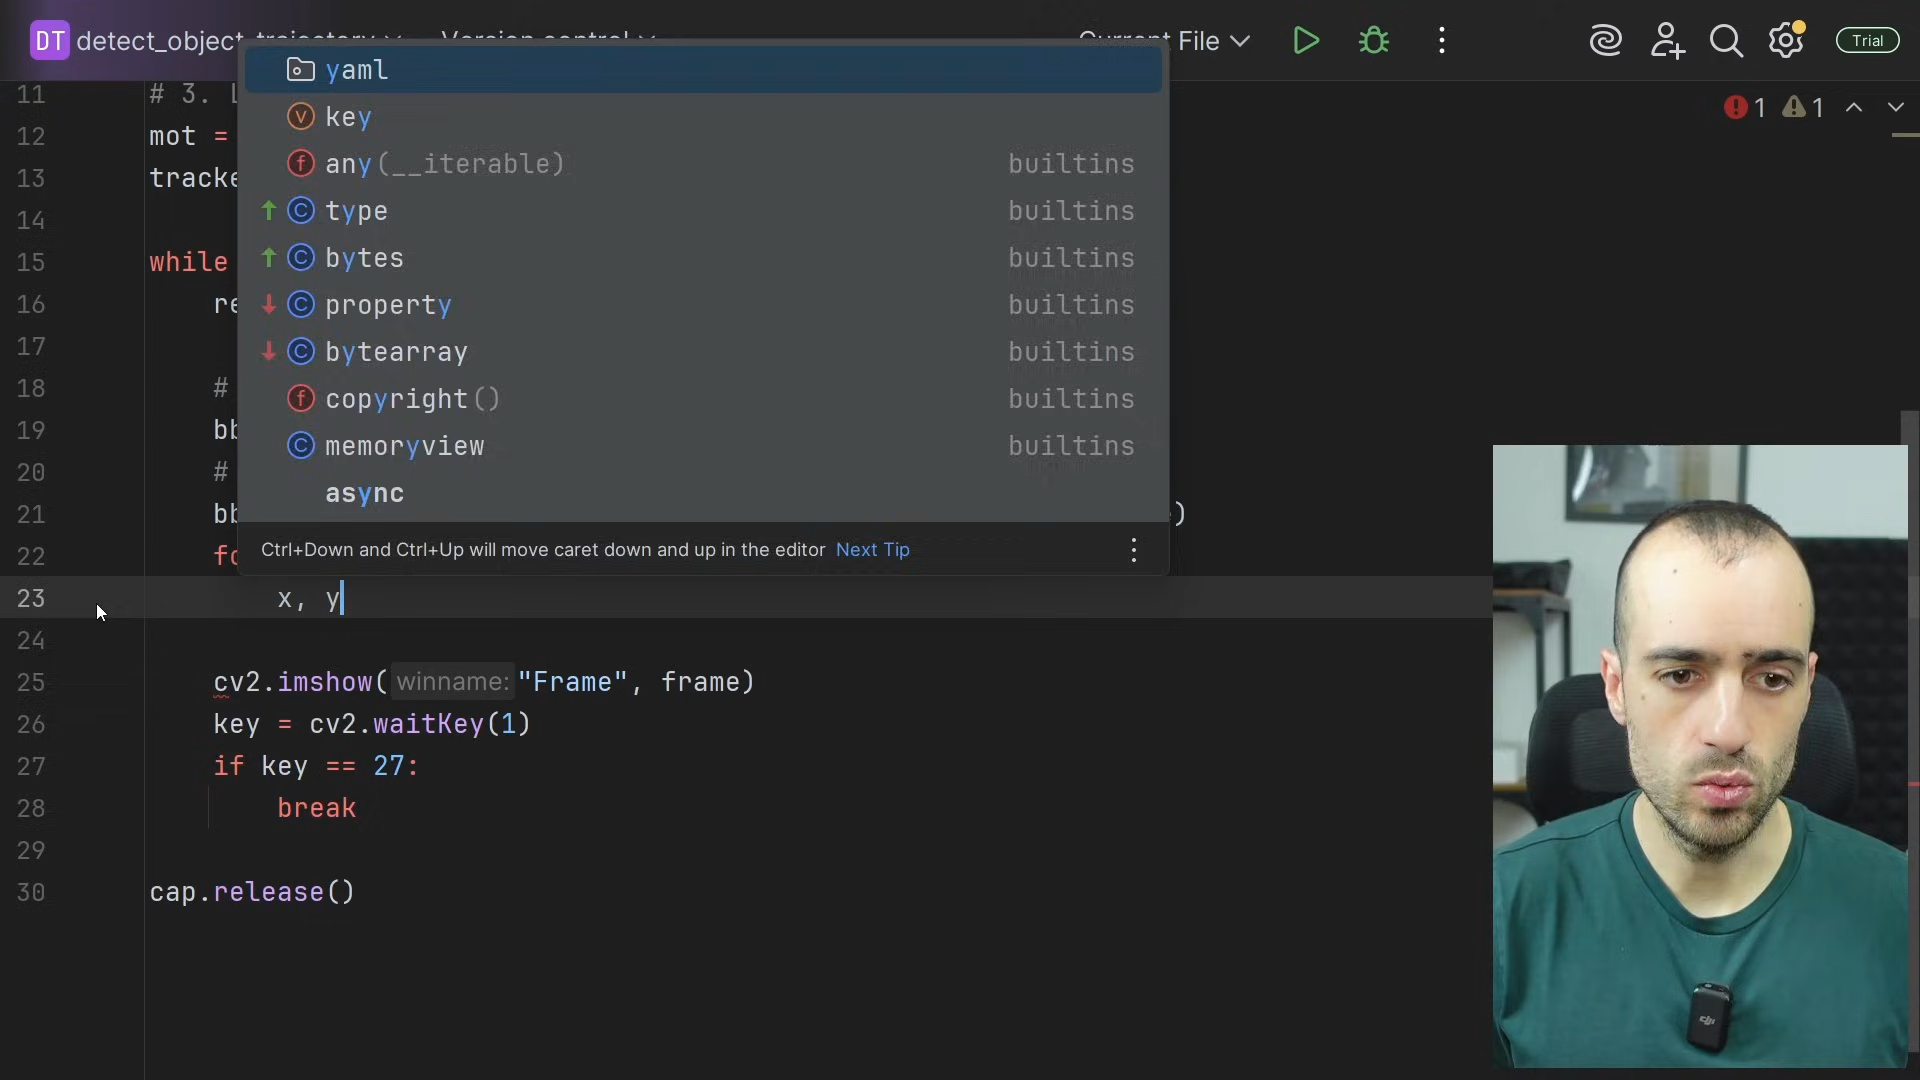 DT detect_object_trajectory Version control Current File Trial
11 # 3. L
12 mot =
13 tracke
14
15 while
16 re
17
18 #
19 bb
20 #
21 bb )
22 fo
23 x, y
24
25 cv2.imshow( winname: "Frame", frame)
26 key = cv2.waitKey(1)
27 if key == 27:
28 break
29
30 cap.release()
1 1
yaml
key
any(__iterable) builtins
type builtins
bytes builtins
property builtins
bytearray builtins
copyright() builtins
memoryview builtins
async
Ctrl+Down and Ctrl+Up will move caret down and up in the editor Next Tip
dji